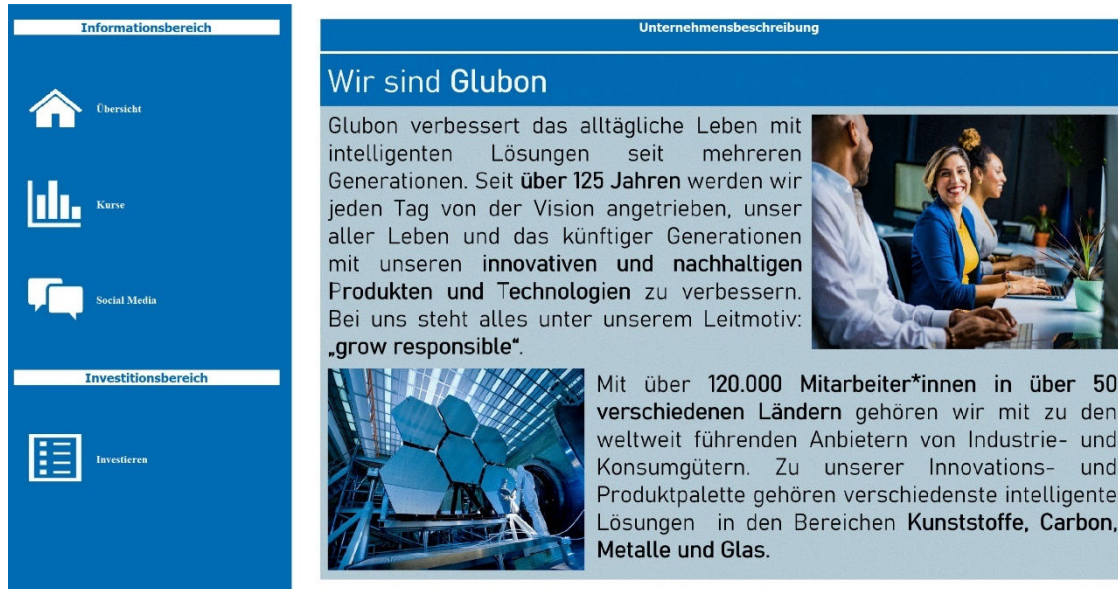 Informationsbereich
Übersicht
Kurse
Social Media
Investitionsbereich
Investieren
Unternehmensbeschreibung
Wir sind Glubon
Glubon verbessert das alltägliche Leben mit
intelligenten Lösungen seit mehreren
Generationen. Seit über 125 Jahren werden wir
jeden Tag von der Vision angetrieben, unser
aller Leben und das künftiger Generationen
mit unseren innovativen und nachhaltigen
Produkten und Technologien zu verbessern.
Bei uns steht alles unter unserem Leitmotiv:
„grow responsible“.
Mit über 120.000 Mitarbeiter*innen in über 50
verschiedenen Ländern gehören wir mit zu den
weltweit führenden Anbietern von Industrie- und
Konsumgütern. Zu unserer Innovations- und
Produktpalette gehören verschiedenste intelligente
Lösungen in den Bereichen Kunststoffe, Carbon,
Metalle und Glas.